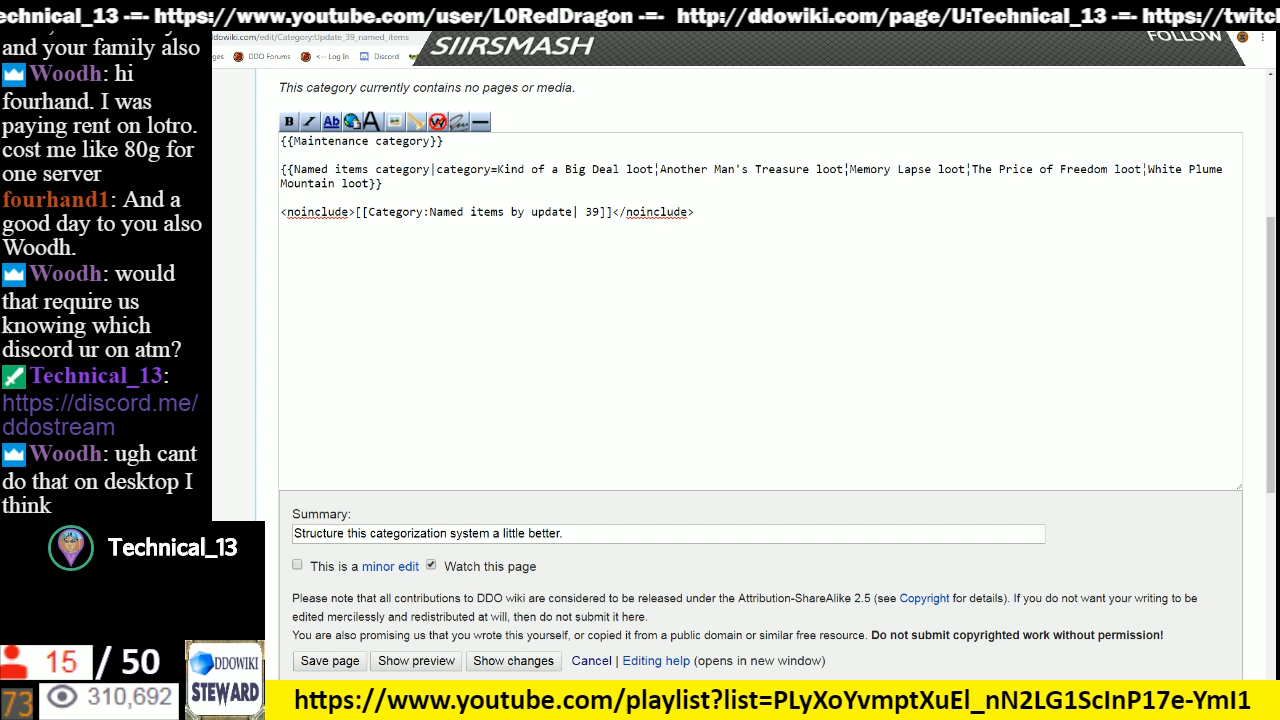 echnical_13 -=- https://www.youtube.com/user/L0RedDragon -=- http://ddowiki.com/page/U:Technical_13 -=- https://twitch
and your family also
Woodh: hi
fourhand. I was
paying rent on lotro.
cost me like 80g for
one server
fourhand1: And a
good day to you also
Woodh.
Woodh: would
that require us
knowing which
discord ur on atm?
Technical_13:
https://discord.me/
ddostream
Woodh: ugh cant
do that on desktop I
think
Technical_13
15 / 50
73 310,692
DDOWIKI
STEWARD
dowiki.com/edit/Category:Update_39_named_items
ges DDO Forums <-- Log In Discord
SIIRSMASH
FOLLOW
This category currently contains no pages or media.
B I Ab A W
{{Maintenance category}}
{{Named items category|category=Kind of a Big Deal loot¦Another Man's Treasure loot¦Memory Lapse loot¦The Price of Freedom loot¦White Plume
Mountain loot}}
<noinclude>[[Category:Named items by update| 39]]</noinclude>
Summary:
Structure this categorization system a little better.
This is a minor edit Watch this page
Please note that all contributions to DDO wiki are considered to be released under the Attribution-ShareAlike 2.5 (see Copyright for details). If you do not want your writing to be
edited mercilessly and redistributed at will, then do not submit it here.
You are also promising us that you wrote this yourself, or copied it from a public domain or similar free resource. Do not submit copyrighted work without permission!
Save page Show preview Show changes Cancel | Editing help (opens in new window)
https://www.youtube.com/playlist?list=PLyXoYvmptXuEl_nN2LG1ScInP17e-YmI1